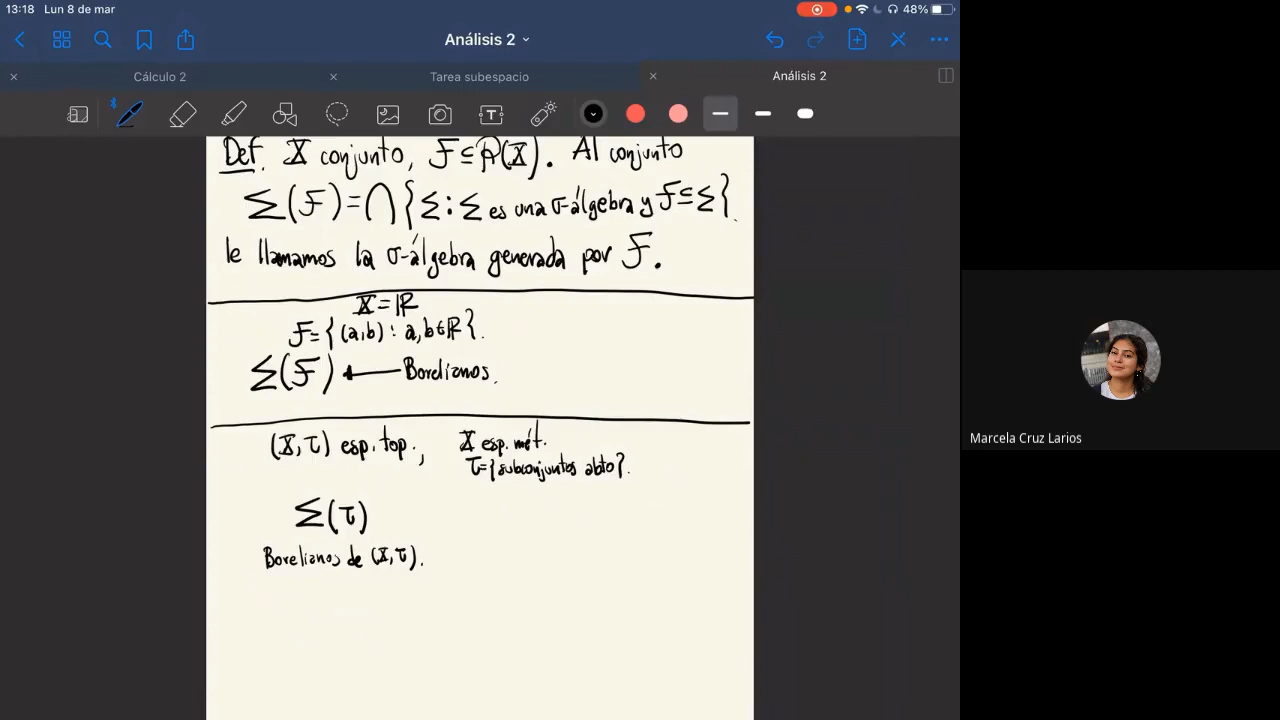 13:18 Lun 8 de mar
48%
Análisis 2
Cálculo 2
Tarea subespacio
Análisis 2
Def. X conjunto, F ⊆ P(X). Al conjunto
Σ(F) = ⋂{Σ : Σ es una σ-álgebra y F ⊆ Σ}.
le llamamos la σ-álgebra generada por F.
X = ℝ
F = {(a,b) : a,b ∈ ℝ}.
Σ(F) ← Borelianos.
(X,τ) esp. top., X esp. mét.
τ = {subconjuntos abto}.
Σ(τ)
Borelianos de (X,τ).
Marcela Cruz Larios